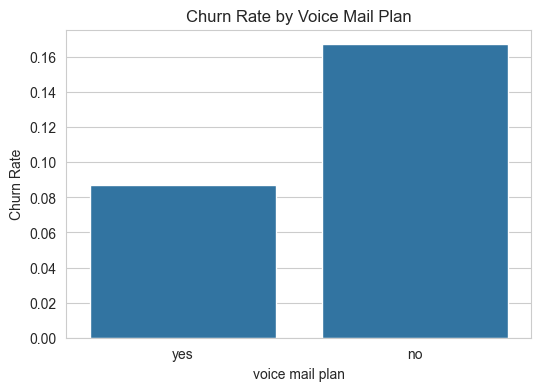 Churn Rate by Voice Mail Plan
Churn Rate
0.16
0.14
0.12
0.10
0.08
0.06
0.04
0.02
0.00
yes no
voice mail plan